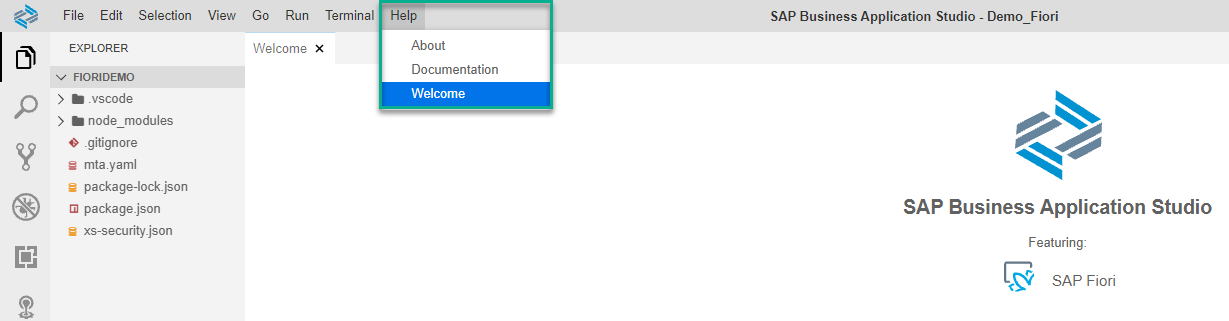 File Edit Selection View Go Run Terminal Help SAP Business Application Studio - Demo_Fiori
EXPLORER
Welcome
FIORIDEMO
.vscode
node_modules
.gitignore
mta.yaml
package-lock.json
package.json
xs-security.json
About
Documentation
Welcome
SAP Business Application Studio
Featuring:
SAP Fiori